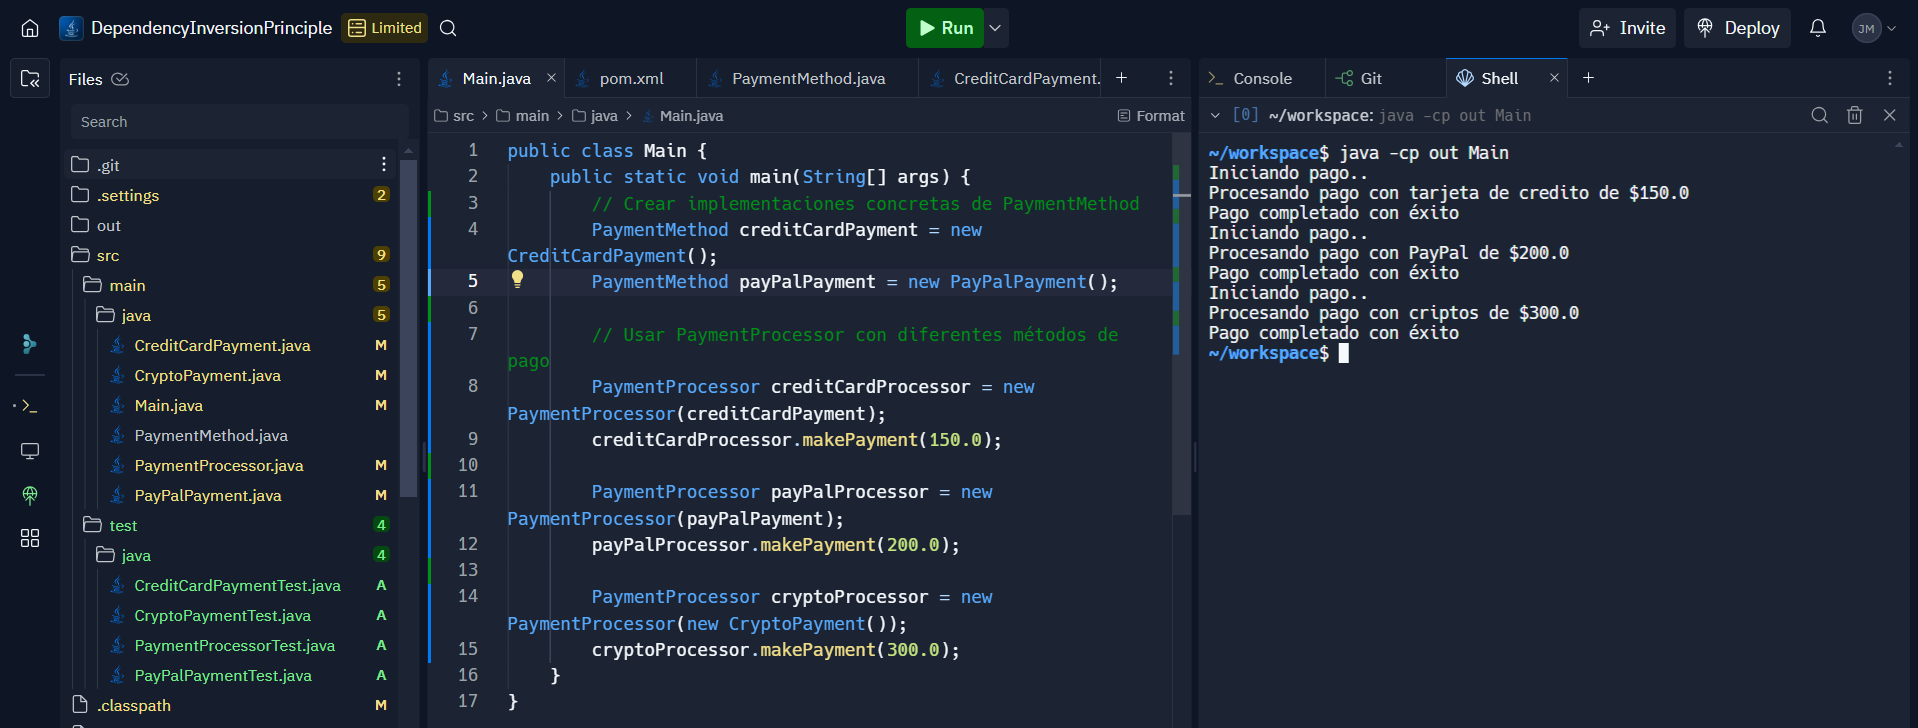 DependencyInversionPrinciple
Limited
Run
Invite
Deploy
JM
Files
Search
.git
.settings 2
out
src 9
main 5
java 5
CreditCardPayment.java M
CryptoPayment.java M
Main.java M
PaymentMethod.java
PaymentProcessor.java M
PayPalPayment.java M
test 4
java 4
CreditCardPaymentTest.java A
CryptoPaymentTest.java A
PaymentProcessorTest.java A
PayPalPaymentTest.java A
.classpath M
Main.java × pom.xml PaymentMethod.java CreditCardPayment. +
src > main > java > Main.java
Format
1 public class Main {
2 public static void main(String[] args) {
3 // Crear implementaciones concretas de PaymentMethod
4 PaymentMethod creditCardPayment = new
CreditCardPayment();
5 PaymentMethod payPalPayment = new PayPalPayment();
6
7 // Usar PaymentProcessor con diferentes métodos de
pago
8 PaymentProcessor creditCardProcessor = new
PaymentProcessor(creditCardPayment);
9 creditCardProcessor.makePayment(150.0);
10
11 PaymentProcessor payPalProcessor = new
PaymentProcessor(payPalPayment);
12 payPalProcessor.makePayment(200.0);
13
14 PaymentProcessor cryptoProcessor = new
PaymentProcessor(new CryptoPayment());
15 cryptoProcessor.makePayment(300.0);
16 }
17 }
Console Git Shell × +
[0] ~/workspace: java -cp out Main
~/workspace$ java -cp out Main
Iniciando pago..
Procesando pago con tarjeta de credito de $150.0
Pago completado con éxito
Iniciando pago..
Procesando pago con PayPal de $200.0
Pago completado con éxito
Iniciando pago..
Procesando pago con criptos de $300.0
Pago completado con éxito
~/workspace$